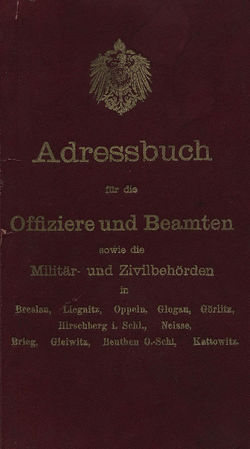 Adressbuch
für die
Offiziere und Beamten
sowie die
Militär- und Zivilbehörden
in
Breslau, Liegnitz, Oppeln, Glogau, Görlitz,
Hirschberg i. Schl., Neisse,
Brieg, Gleiwitz, Beuthen O.-Schl, Kattowitz.